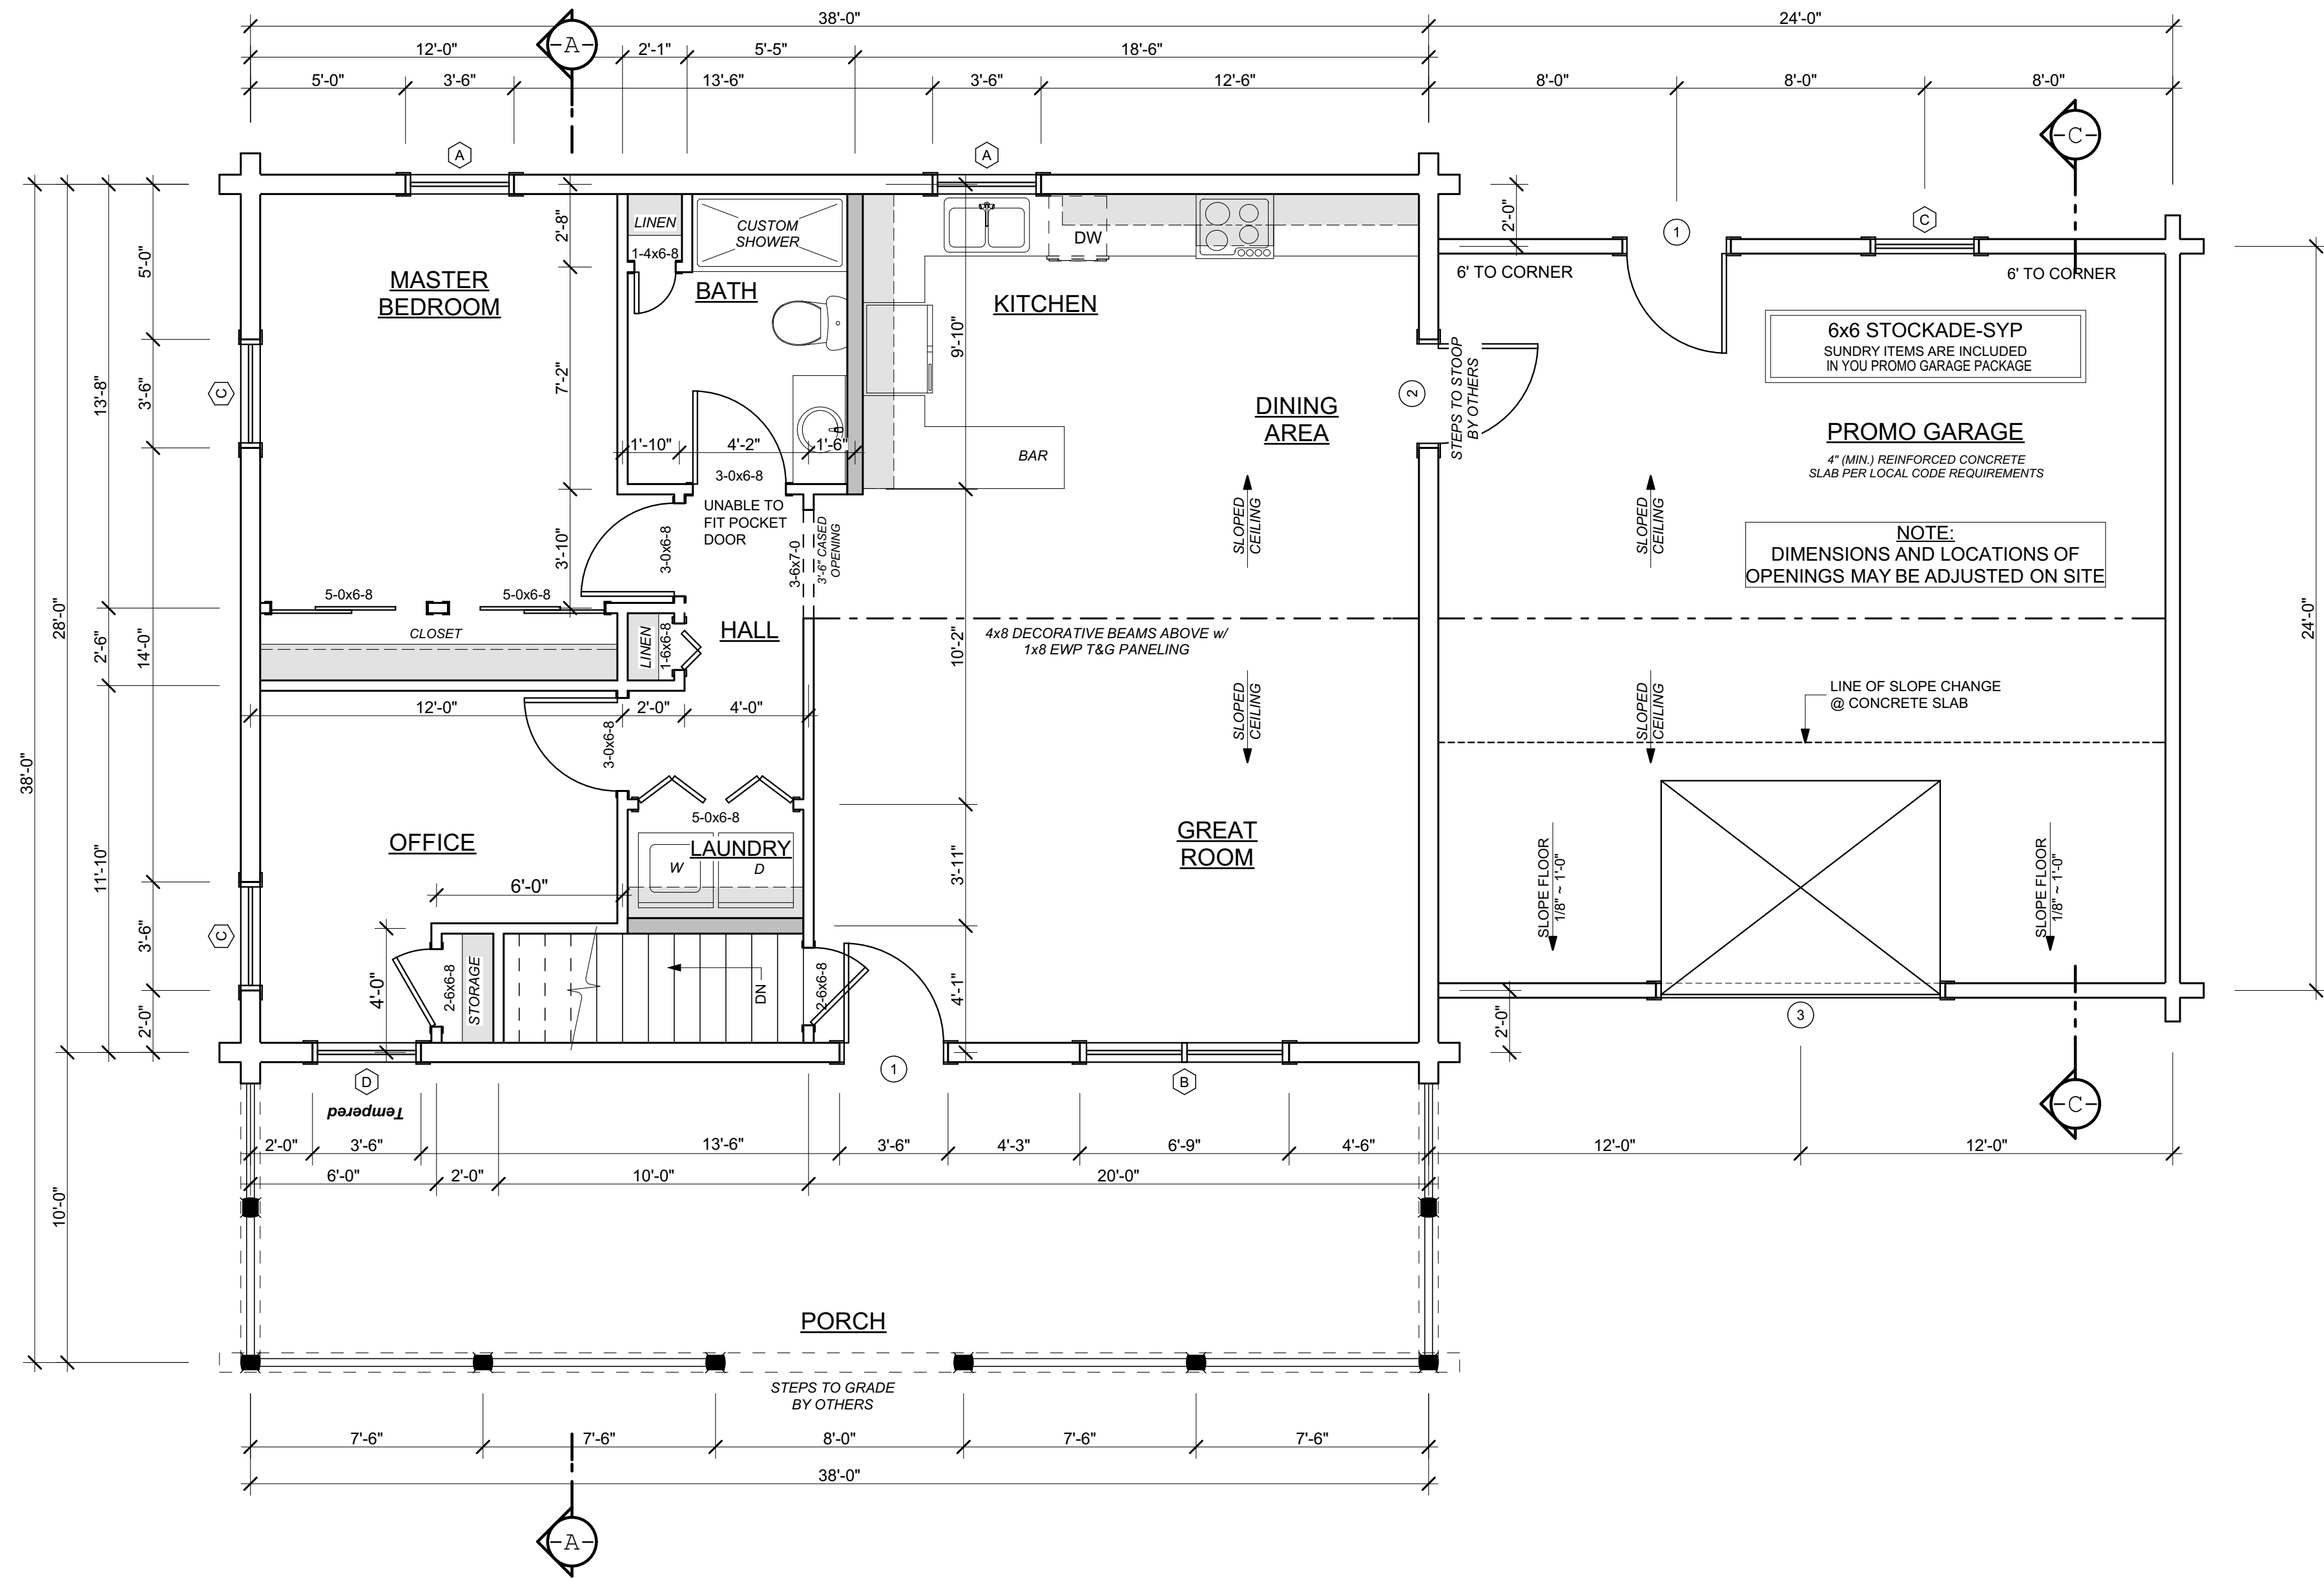 38'-0"
24'-0"
12'-0"
A
2'-1"
5'-5"
18'-6"
5'-0"
3'-6"
13'-6"
3'-6"
12'-6"
8'-0"
8'-0"
8'-0"
C
A
A
2'-8"
LINEN
CUSTOM
SHOWER
2'-0"
1
C
DW
1-4x6-8
5'-0"
MASTER
BEDROOM
BATH
KITCHEN
6' TO CORNER
6' TO CORNER
6x6 STOCKADE-SYP
SUNDRY ITEMS ARE INCLUDED
IN YOU PROMO GARAGE PACKAGE
9'-10"
7'-2"
13'-8"
3'-6"
C
2
STEPS TO STOOP
BY OTHERS
DINING
AREA
PROMO GARAGE
4" (MIN.) REINFORCED CONCRETE
SLAB PER LOCAL CODE REQUIREMENTS
1'-10"
4'-2"
1'-6"
BAR
3-0x6-8
UNABLE TO
FIT POCKET
DOOR
3'-10"
3-0x6-8
3-6x7-0
3'-6" CASED
OPENING
SLOPED
CEILING
SLOPED
CEILING
NOTE:
DIMENSIONS AND LOCATIONS OF
OPENINGS MAY BE ADJUSTED ON SITE
5-0x6-8
5-0x6-8
28'-0"
2'-6"
14'-0"
CLOSET
LINEN
1-6x6-8
HALL
10'-2"
4x8 DECORATIVE BEAMS ABOVE w/
1x8 EWP T&G PANELING
24'-0"
SLOPED
CEILING
SLOPED
CEILING
LINE OF SLOPE CHANGE
@ CONCRETE SLAB
12'-0"
2'-0"
4'-0"
3-0x6-8
38'-0"
11'-10"
5-0x6-8
OFFICE
LAUNDRY
W
D
3'-11"
GREAT
ROOM
SLOPE FLOOR
1/8" ~ 1'-0"
SLOPE FLOOR
1/8" ~ 1'-0"
6'-0"
C
3'-6"
4'-0"
2-6x6-8
STORAGE
DN
2-6x6-8
4'-1"
2'-0"
2'-0"
3
D
Tempered
1
B
C
2'-0"
3'-6"
13'-6"
3'-6"
4'-3"
6'-9"
4'-6"
12'-0"
12'-0"
6'-0"
2'-0"
10'-0"
20'-0"
10'-0"
PORCH
STEPS TO GRADE
BY OTHERS
7'-6"
7'-6"
8'-0"
7'-6"
7'-6"
38'-0"
A